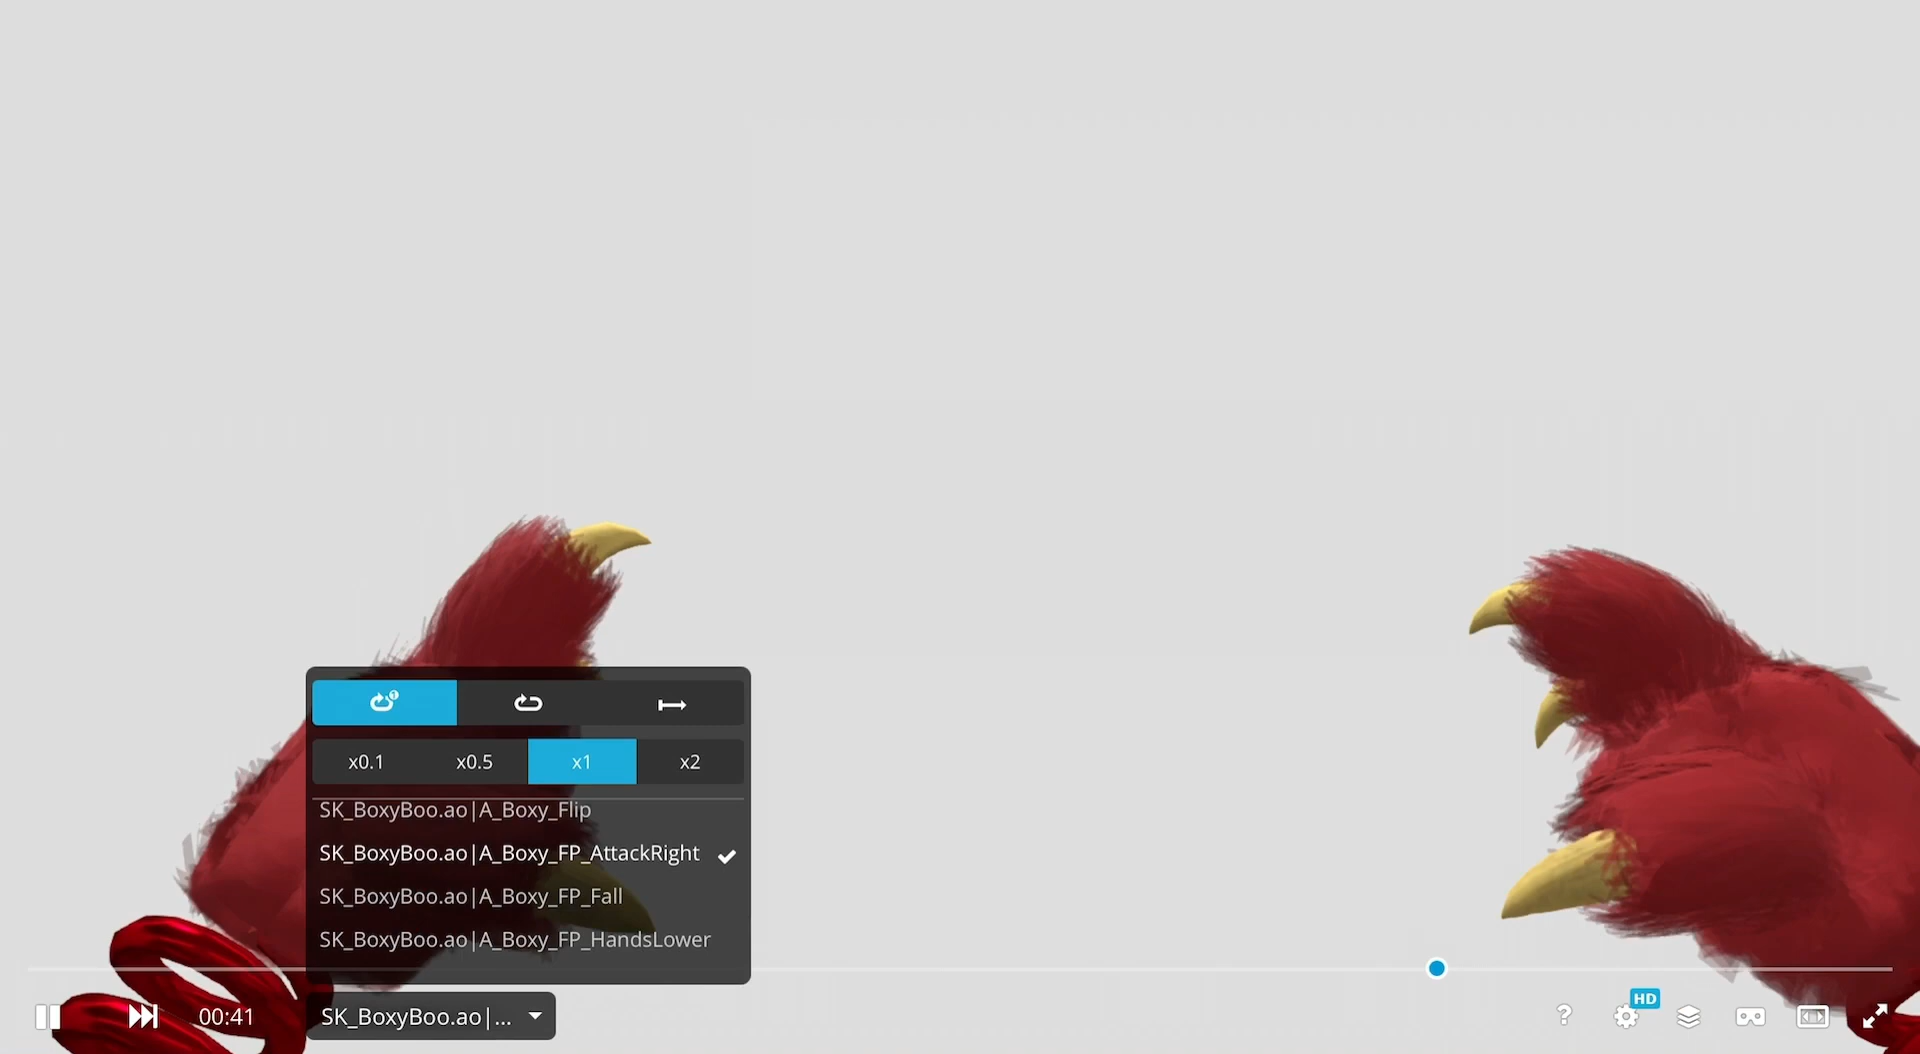 1
x0.1 x0.5 x1 x2
SK_BoxyBoo.ao|A_Boxy_Flip
SK_BoxyBoo.ao|A_Boxy_FP_AttackRight
SK_BoxyBoo.ao|A_Boxy_FP_Fall
SK_BoxyBoo.ao|A_Boxy_FP_HandsLower
00:41 SK_BoxyBoo.ao|... ? HD